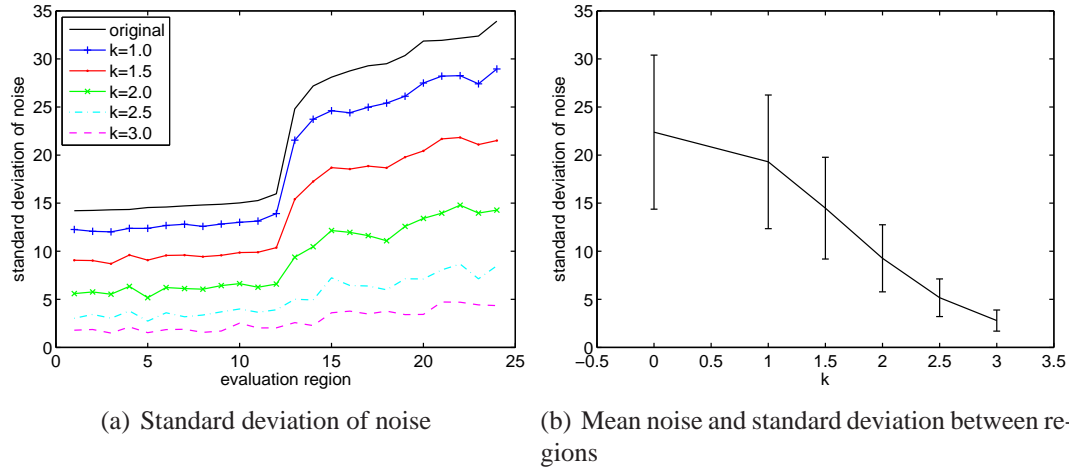 35
30
25
20
15
10
5
0
standard deviation of noise
original
k=1.0
k=1.5
k=2.0
k=2.5
k=3.0
0 5 10 15 20 25
evaluation region
(a) Standard deviation of noise
35
30
25
20
15
10
5
0
standard deviation of noise
−0.5 0 0.5 1 1.5 2 2.5 3 3.5
k
(b) Mean noise and standard deviation between re-
gions